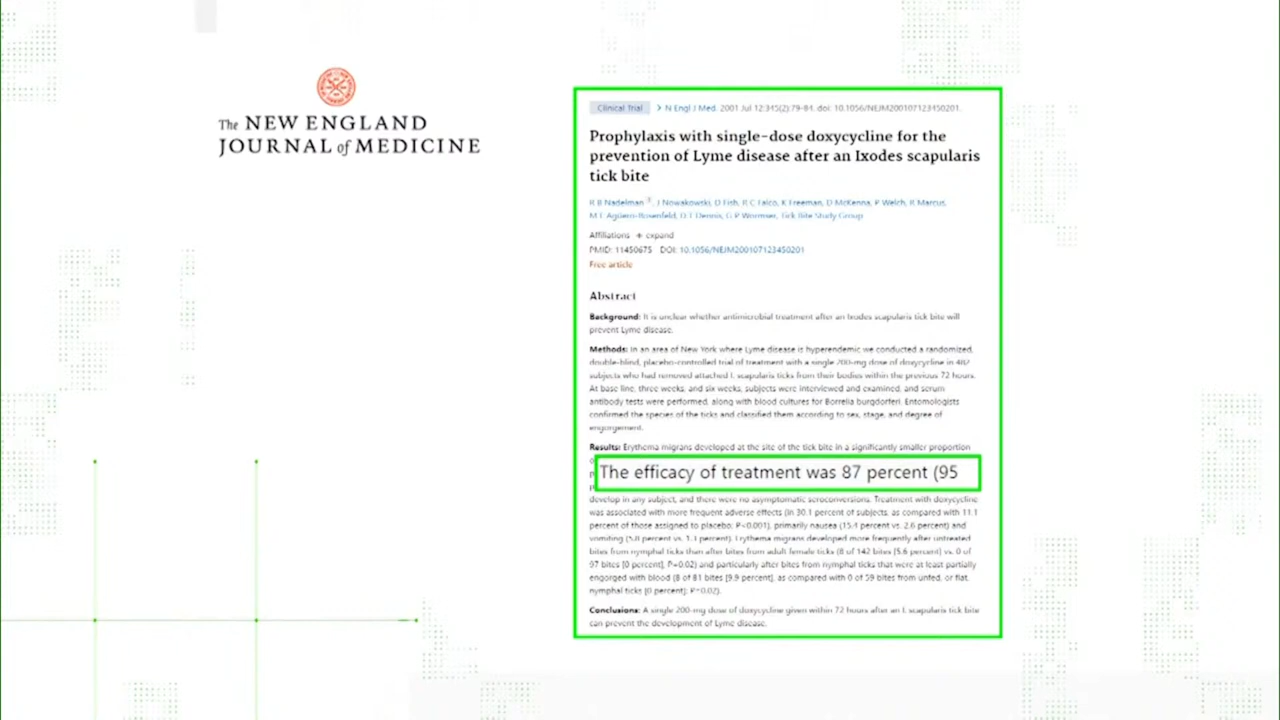 The NEW ENGLAND
JOURNAL of MEDICINE
Clinical Trial > N Engl J Med. 2001 Jul 12;345(2):79-84. doi: 10.1056/NEJM200107123450201.
Prophylaxis with single-dose doxycycline for the
prevention of Lyme disease after an Ixodes scapularis
tick bite
R B Nadelman, J Nowakowski, D Fish, R C Falco, K Freeman, D McKenna, P Welch, R Marcus,
M E Agüero-Rosenfeld, D T Dennis, G P Wormser, Tick Bite Study Group
Affiliations + expand
PMID: 11450675 DOI: 10.1056/NEJM200107123450201
Free article
Abstract
Background: It is unclear whether antimicrobial treatment after an Ixodes scapularis tick bite will
prevent Lyme disease.
Methods: In an area of New York where Lyme disease is hyperendemic we conducted a randomized,
double-blind, placebo-controlled trial of treatment with a single 200-mg dose of doxycycline in 482
subjects who had removed attached I. scapularis ticks from their bodies within the previous 72 hours.
At base line, three weeks, and six weeks, subjects were interviewed and examined, and serum
antibody tests were performed, along with blood cultures for Borrelia burgdorferi. Entomologists
confirmed the species of the ticks and classified them according to sex, stage, and degree of
engorgement.
Results: Erythema migrans developed at the site of the tick bite in a significantly smaller proportion
The efficacy of treatment was 87 percent (95
develop in any subject, and there were no asymptomatic seroconversions. Treatment with doxycycline
was associated with more frequent adverse effects (in 30.1 percent of subjects, as compared with 11.1
percent of those assigned to placebo; P<0.001), primarily nausea (15.4 percent vs. 2.6 percent) and
vomiting (5.8 percent vs. 1.3 percent). Erythema migrans developed more frequently after untreated
bites from nymphal ticks than after bites from adult female ticks (8 of 142 bites [5.6 percent] vs. 0 of
97 bites [0 percent], P=0.02) and particularly after bites from nymphal ticks that were at least partially
engorged with blood (8 of 81 bites [9.9 percent], as compared with 0 of 59 bites from unfed, or flat,
nymphal ticks [0 percent]; P=0.02).
Conclusions: A single 200-mg dose of doxycycline given within 72 hours after an I. scapularis tick bite
can prevent the development of Lyme disease.